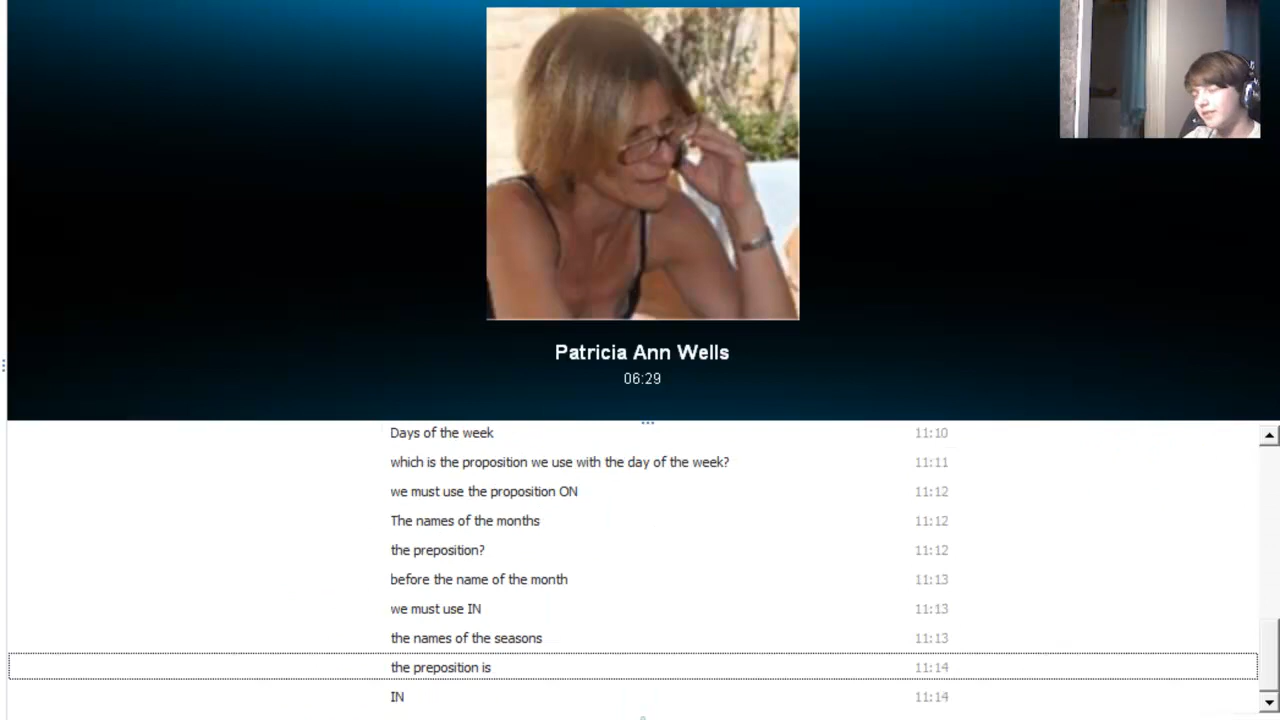 Patricia Ann Wells
06:29
Days of the week 11:10
which is the proposition we use with the day of the week? 11:11
we must use the proposition ON 11:12
The names of the months 11:12
the preposition? 11:12
before the name of the month 11:13
we must use IN 11:13
the names of the seasons 11:13
the preposition is 11:14
IN 11:14